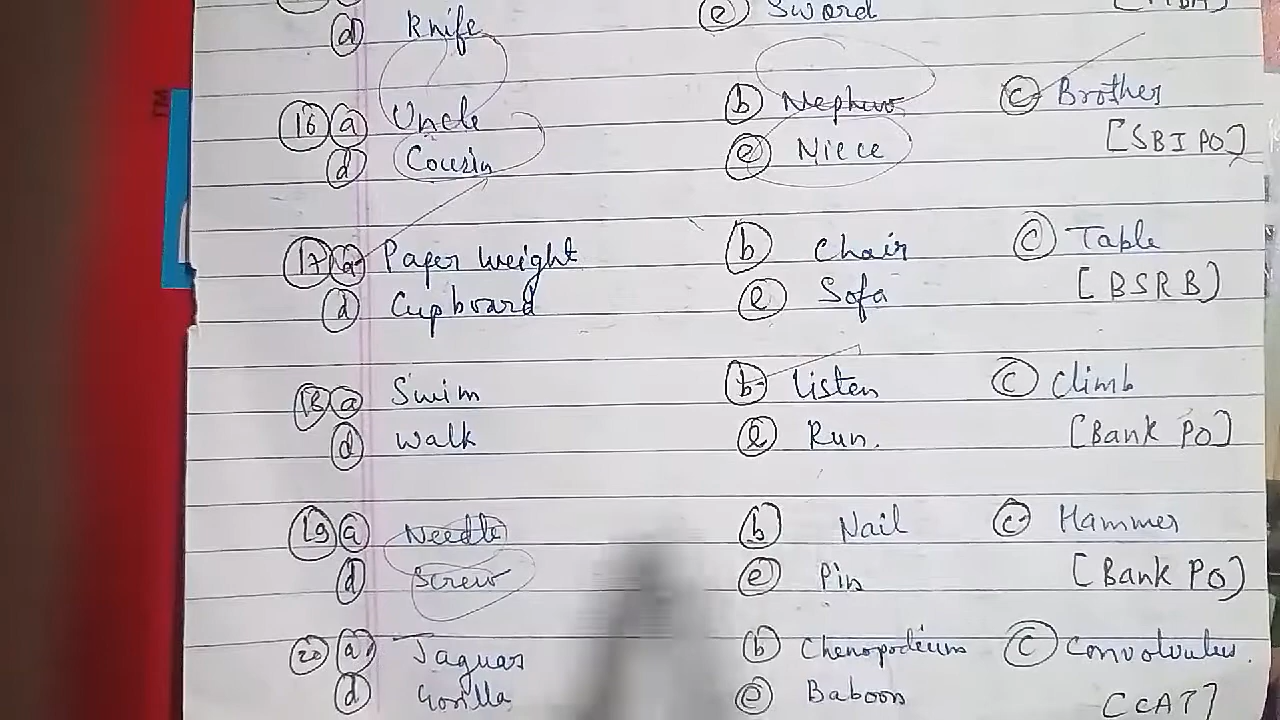 (d) Knife (e) Sword
(16) (a) Uncle (b) Nephew (c) Brother
(d) Cousin (e) Niece [SBI PO]
(17) (a) Paper weight (b) Chair (c) Table
(d) Cupboard (e) Sofa [BSRB]
(18) (a) Swim (b) Listen (c) Climb
(d) Walk (e) Run. [Bank PO]
(19) (a) Needle (b) Nail (c) Hammer
(d) Screw (e) Pin [Bank PO]
(20) (a) Jaguar (b) Chenopodium (c) Convolvulus.
(d) Gorilla (e) Baboon [CAT]
TM